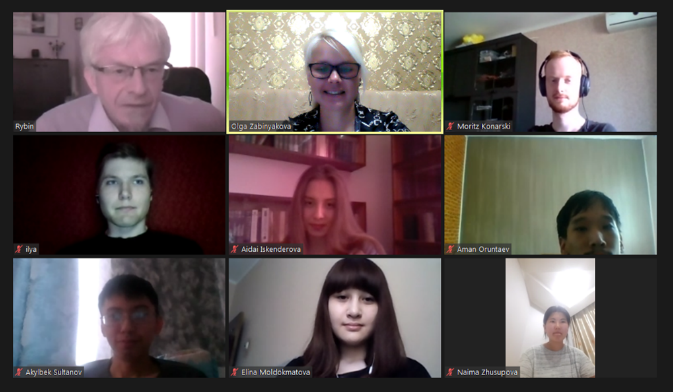 Rybin
Olga Zabinyakova
Moritz Konarski
ilya
Aidai Iskenderova
Aman Oruntaev
Akylbek Sultanov
Elina Moldokmatova
Naima Zhusupova